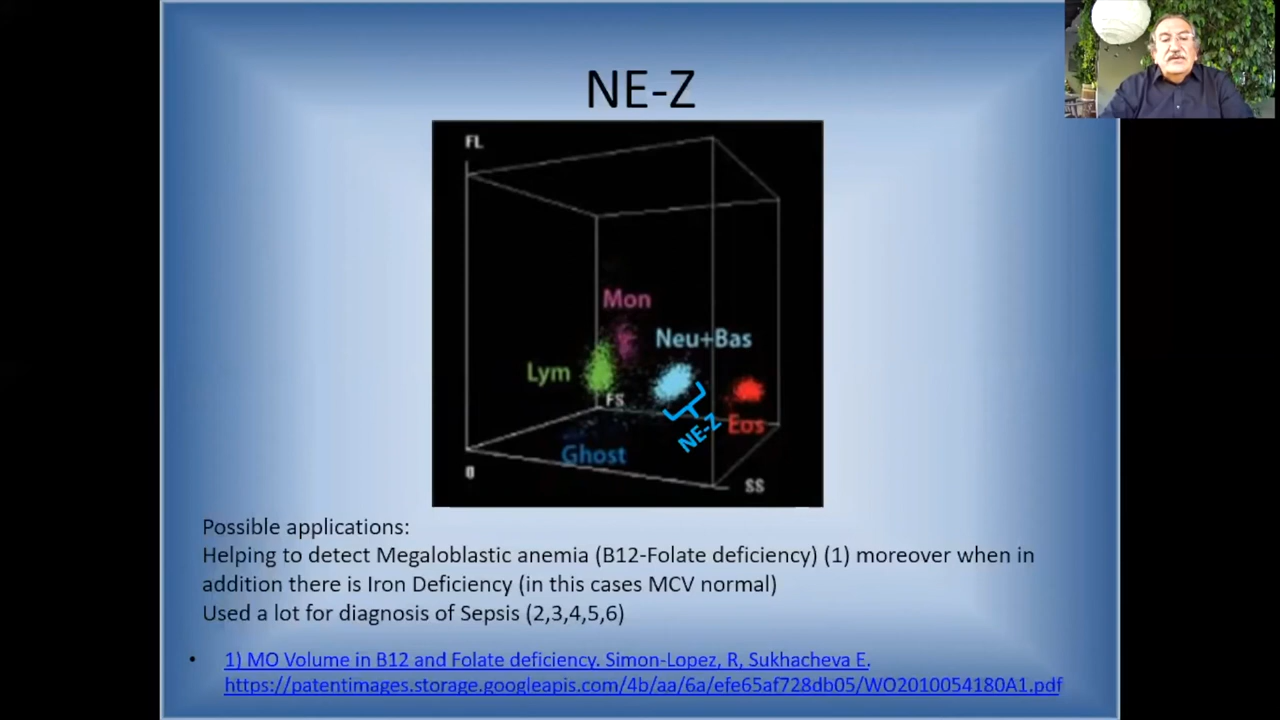 NE-Z
FL
Mon
Neu+Bas
Lym
FS
NE-Z
Eos
Ghost
0
SS
Possible applications:
Helping to detect Megaloblastic anemia (B12-Folate deficiency) (1) moreover when in
addition there is Iron Deficiency (in this cases MCV normal)
Used a lot for diagnosis of Sepsis (2,3,4,5,6)
• 1) MO Volume in B12 and Folate deficiency. Simon-Lopez, R, Sukhacheva E.
https://patentimages.storage.googleapis.com/4b/aa/6a/efe65af728db05/WO2010054180A1.pdf